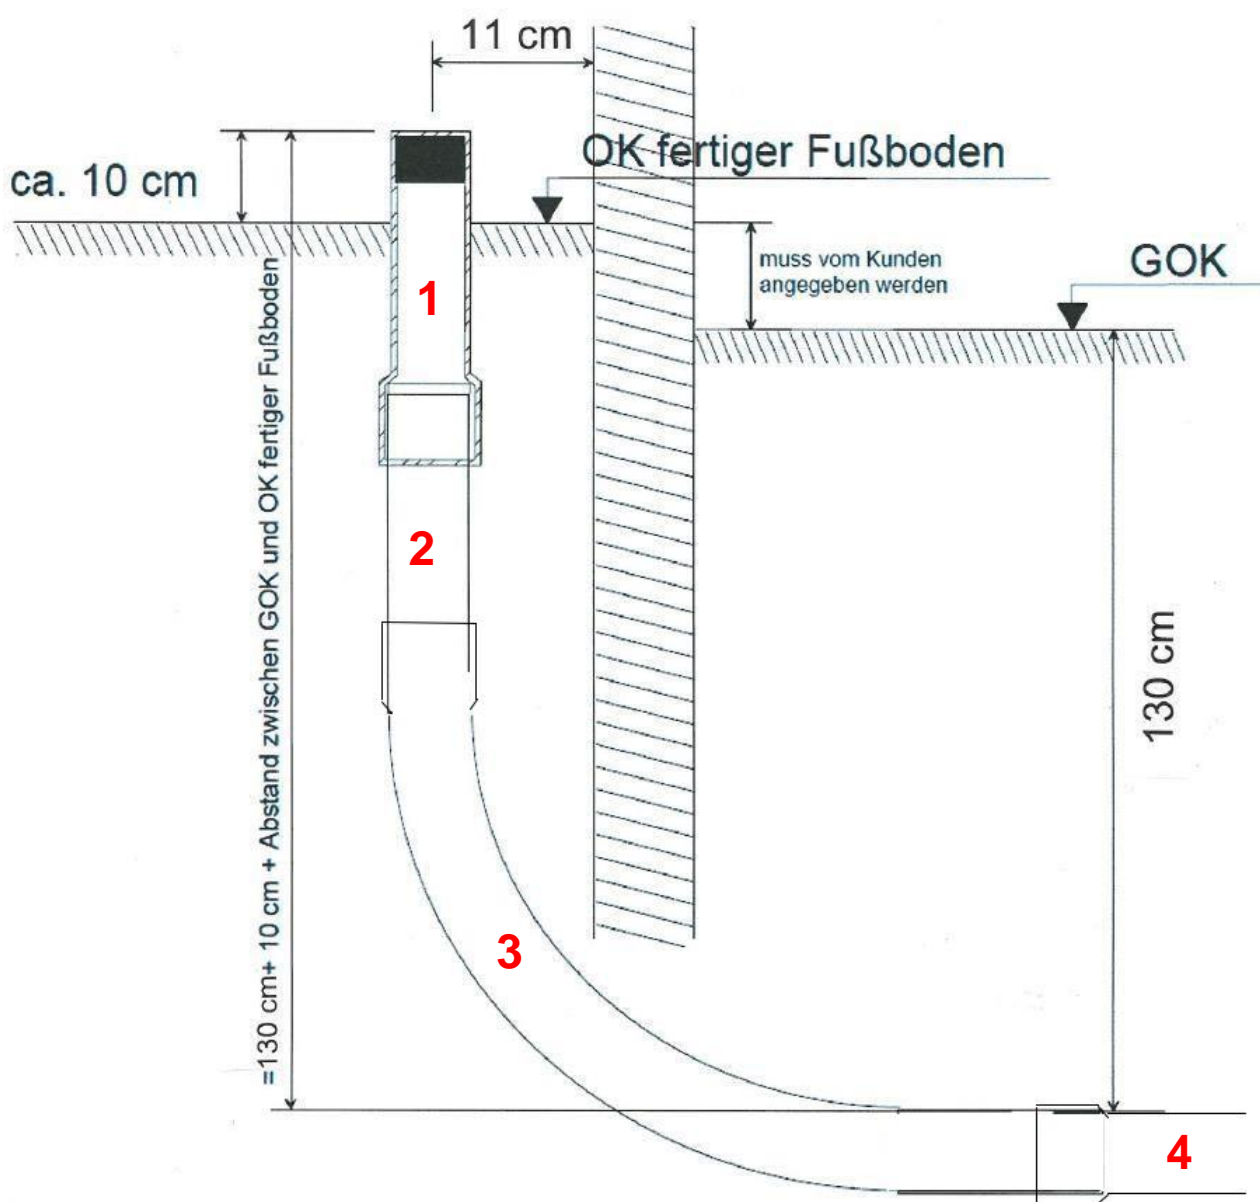 11 cm
OK fertiger Fußboden
ca. 10 cm
muss vom Kunden
angegeben werden
GOK
1
2
3
4
130 cm
=130 cm+ 10 cm + Abstand zwischen GOK und OK fertiger Fußboden